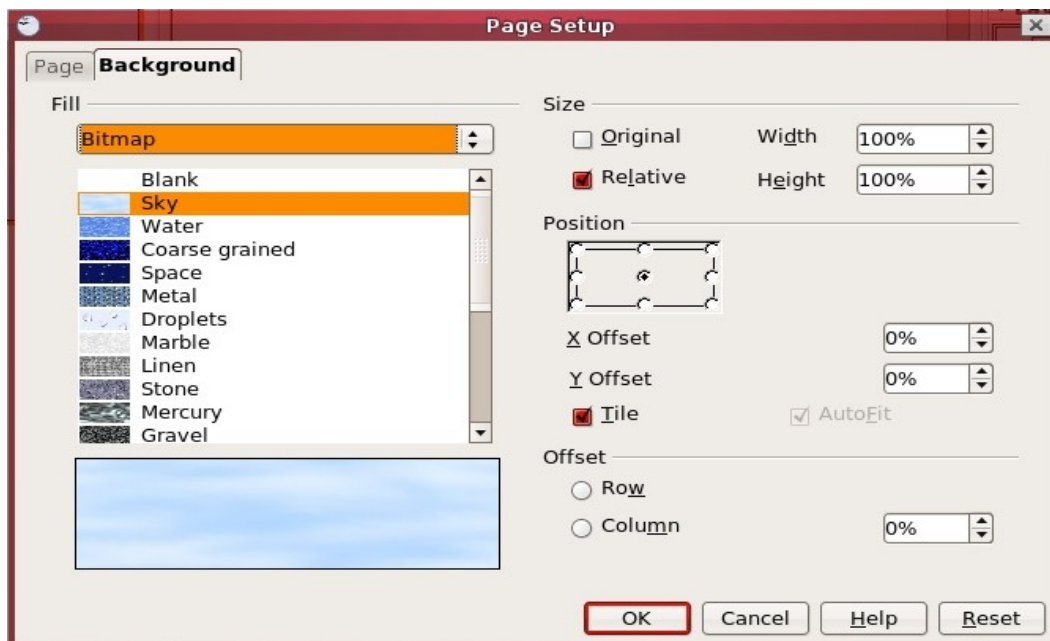 Page Setup
Page Background
Fill
Bitmap
Blank
Sky
Water
Coarse grained
Space
Metal
Droplets
Marble
Linen
Stone
Mercury
Gravel
Size
Original Width 100%
Relative Height 100%
Position
X Offset 0%
Y Offset 0%
Tile AutoFit
Offset
Row
Column 0%
OK Cancel Help Reset